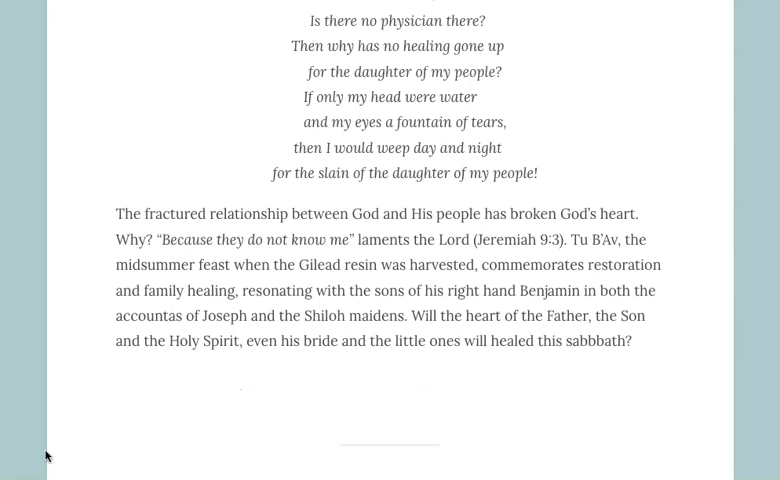 Is there no physician there?
Then why has no healing gone up
for the daughter of my people?
If only my head were water
and my eyes a fountain of tears,
then I would weep day and night
for the slain of the daughter of my people!
The fractured relationship between God and His people has broken God’s heart.
Why? “Because they do not know me” laments the Lord (Jeremiah 9:3). Tu B’Av, the
midsummer feast when the Gilead resin was harvested, commemorates restoration
and family healing, resonating with the sons of his right hand Benjamin in both the
accountas of Joseph and the Shiloh maidens. Will the heart of the Father, the Son
and the Holy Spirit, even his bride and the little ones will healed this sabbbath?